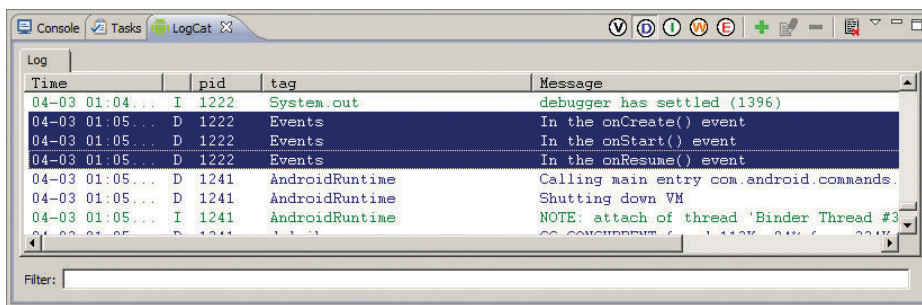 Console Tasks LogCat
V D I W E
Log
Time pid tag Message
04-03 01:04... I 1222 System.out debugger has settled (1396)
04-03 01:05... D 1222 Events In the onCreate() event
04-03 01:05... D 1222 Events In the onStart() event
04-03 01:05... D 1222 Events In the onResume() event
04-03 01:05... D 1241 AndroidRuntime Calling main entry com.android.commands.
04-03 01:05... D 1241 AndroidRuntime Shutting down VM
04-03 01:05... I 1241 AndroidRuntime NOTE: attach of thread 'Binder Thread #3
Filter: